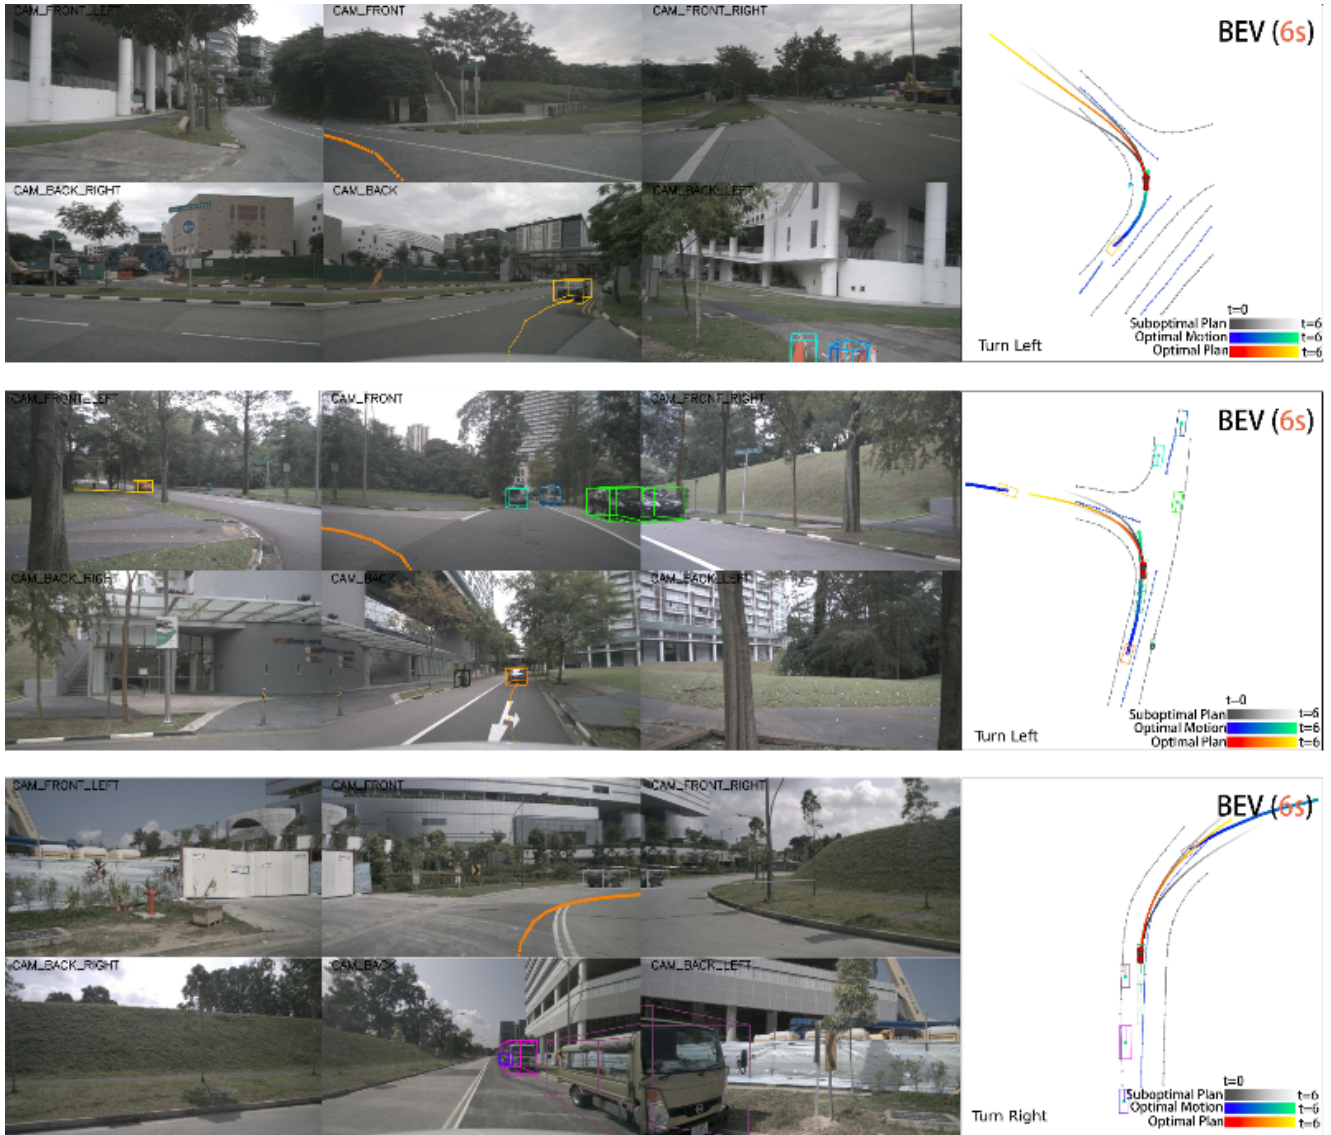 CAM_FRONT_LEFT
CAM_FRONT
CAM_FRONT_RIGHT
BEV (6s)
CAM_BACK_RIGHT
CAM_BACK
CAM_BACK_LEFT
t=0
Suboptimal Plan t=6
Optimal Motion t=6
Optimal Plan t=6
Turn Left
CAM_FRONT_LEFT
CAM_FRONT
CAM_FRONT_RIGHT
BEV (6s)
CAM_BACK_RIGHT
CAM_BACK
CAM_BACK_LEFT
t=0
Suboptimal Plan t=6
Optimal Motion t=6
Optimal Plan t=6
Turn Left
CAM_FRONT_LEFT
CAM_FRONT
CAM_FRONT_RIGHT
BEV (6s)
CAM_BACK_RIGHT
CAM_BACK
CAM_BACK_LEFT
t=0
Suboptimal Plan t=6
Optimal Motion t=6
Optimal Plan t=6
Turn Right